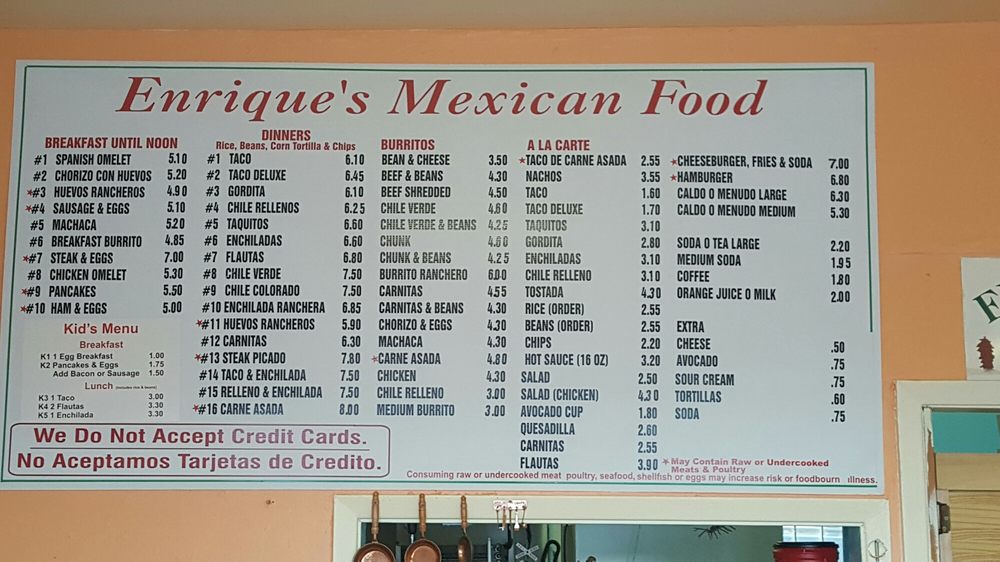 Enrique's Mexican Food
BREAKFAST UNTIL NOON
#1 SPANISH OMELET 5.10
#2 CHORIZO CON HUEVOS 5.20
*#3 HUEVOS RANCHEROS 4.90
*#4 SAUSAGE & EGGS 5.10
#5 MACHACA 5.20
#6 BREAKFAST BURRITO 4.85
*#7 STEAK & EGGS 7.00
#8 CHICKEN OMELET 5.30
*#9 PANCAKES 5.50
*#10 HAM & EGGS 5.00
Kid's Menu
Breakfast
K1 1 Egg Breakfast 1.00
K2 Pancakes & Eggs 1.75
Add Bacon or Sausage 1.50
Lunch (includes rice & beans)
K3 1 Taco 3.00
K4 2 Flautas 3.30
K5 1 Enchilada 3.30
DINNERS
Rice, Beans, Corn Tortilla & Chips
#1 TACO 6.10
#2 TACO DELUXE 6.45
#3 GORDITA 6.10
#4 CHILE RELLENOS 6.25
#5 TAQUITOS 6.60
#6 ENCHILADAS 6.60
#7 FLAUTAS 6.80
#8 CHILE VERDE 7.50
#9 CHILE COLORADO 7.50
#10 ENCHILADA RANCHERA 6.85
*#11 HUEVOS RANCHEROS 5.90
#12 CARNITAS 6.30
*#13 STEAK PICADO 7.80
#14 TACO & ENCHILADA 7.50
#15 RELLENO & ENCHILADA 7.50
*#16 CARNE ASADA 8.00
BURRITOS
BEAN & CHEESE 3.50
BEEF & BEANS 4.30
BEEF SHREDDED 4.50
CHILE VERDE 4.60
CHILE VERDE & BEANS 4.25
CHUNK 4.60
CHUNK & BEANS 4.25
BURRITO RANCHERO 6.00
CARNITAS 4.55
CARNITAS & BEANS 4.30
CHORIZO & EGGS 4.30
MACHACA 4.30
*CARNE ASADA 4.80
CHICKEN 4.30
CHILE RELLENO 3.00
MEDIUM BURRITO 3.00
A LA CARTE
*TACO DE CARNE ASADA 2.55
NACHOS 3.55
TACO 1.60
TACO DELUXE 1.70
TAQUITOS 3.10
GORDITA 2.80
ENCHILADAS 3.10
CHILE RELLENO 3.10
TOSTADA 4.30
RICE (ORDER) 2.55
BEANS (ORDER) 2.55
CHIPS 2.20
HOT SAUCE (16 OZ) 3.20
SALAD 2.50
SALAD (CHICKEN) 4.30
AVOCADO CUP 1.80
QUESADILLA 2.60
CARNITAS 2.55
FLAUTAS 3.90
*CHEESEBURGER, FRIES & SODA 7.00
*HAMBURGER 6.80
CALDO O MENUDO LARGE 6.30
CALDO O MENUDO MEDIUM 5.30
SODA O TEA LARGE 2.20
MEDIUM SODA 1.95
COFFEE 1.80
ORANGE JUICE O MILK 2.00
EXTRA
CHEESE .50
AVOCADO .75
SOUR CREAM .75
TORTILLAS .60
SODA .75
*May Contain Raw or Undercooked
Meats & Poultry
We Do Not Accept Credit Cards.
No Aceptamos Tarjetas de Credito.
Consuming raw or undercooked meat poultry, seafood, shellfish or eggs may increase risk or foodbourn illness.